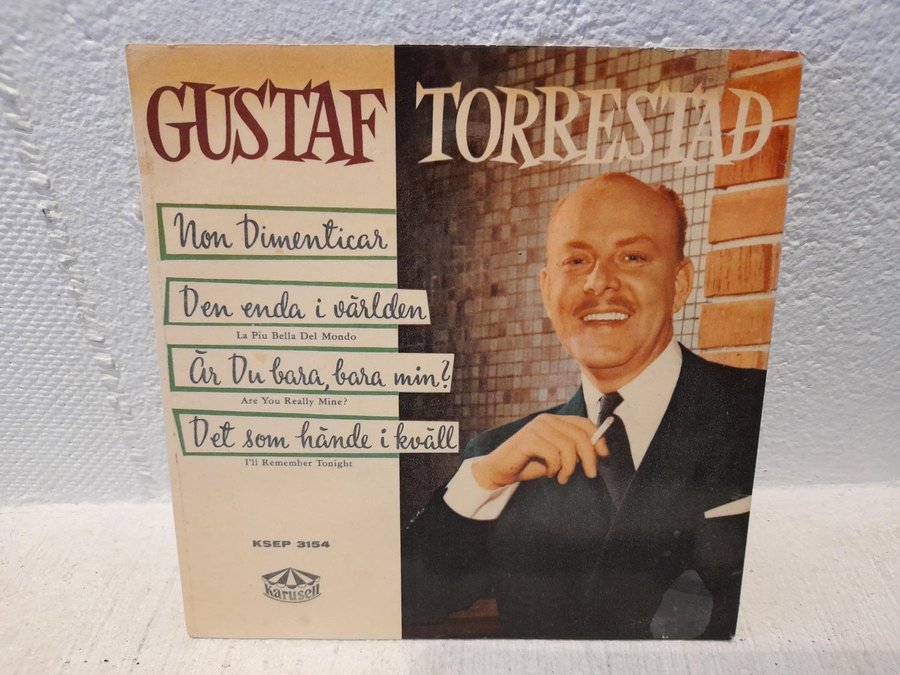 GUSTAF TORRESTAD
Non Dimenticar
Den enda i världen
La Piu Bella Del Mondo
Är Du bara, bara min?
Are You Really Mine?
Det som hände i kväll
I'll Remember Tonight
KSEP 3154
Karusell